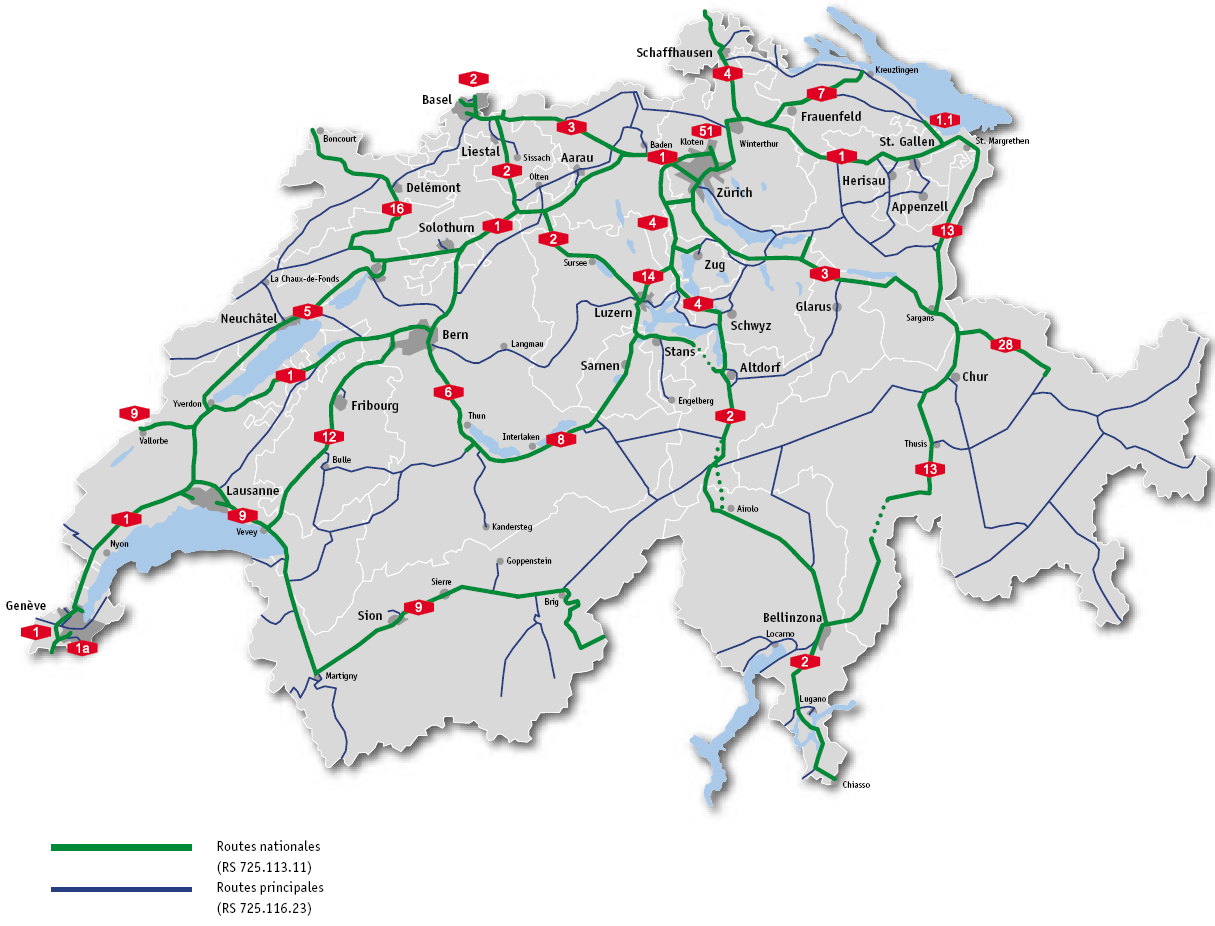 Schaffhausen
4
Kreuzlingen
2
7
Basel
Frauenfeld
1.1
3
51
Boncourt
Liestal
Sissach
Aarau
Baden
Kloten
Winterthur
1
St. Gallen
St. Margrethen
1
2
Olten
Delémont
Zürich
Herisau
Appenzell
16
Solothurn
1
2
4
13
Sursee
Zug
La Chaux-de-Fonds
14
3
5
Neuchâtel
Luzern
4
Glarus
Sargans
Schwyz
Bern
Langmau
Stans
28
Sarnen
Altdorf
1
Chur
6
Yverdon
Fribourg
Engelberg
9
2
Thun
Vallorbe
12
Interlaken
8
Thusis
Bulle
13
Lausanne
1
9
Airolo
Vevey
Kandersteg
Nyon
Goppenstein
Sierre
Genève
9
Brig
Sion
Bellinzona
1
Locarno
1a
2
Martigny
Lugano
Chiasso
Routes nationales
(RS 725.113.11)
Routes principales
(RS 725.116.23)